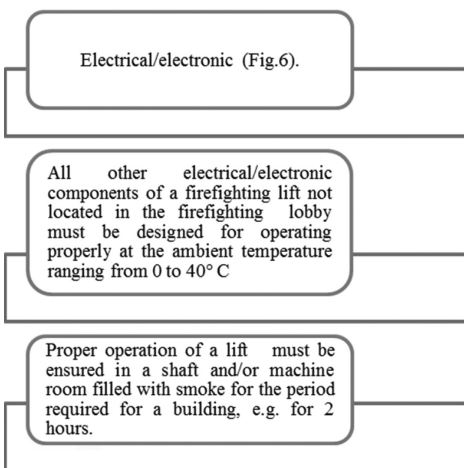 Electrical/electronic (Fig.6).
All other electrical/electronic
components of a firefighting lift not
located in the firefighting lobby
must be designed for operating
properly at the ambient temperature
ranging from 0 to 40° C
Proper operation of a lift must be
ensured in a shaft and/or machine
room filled with smoke for the period
required for a building, e.g. for 2
hours.